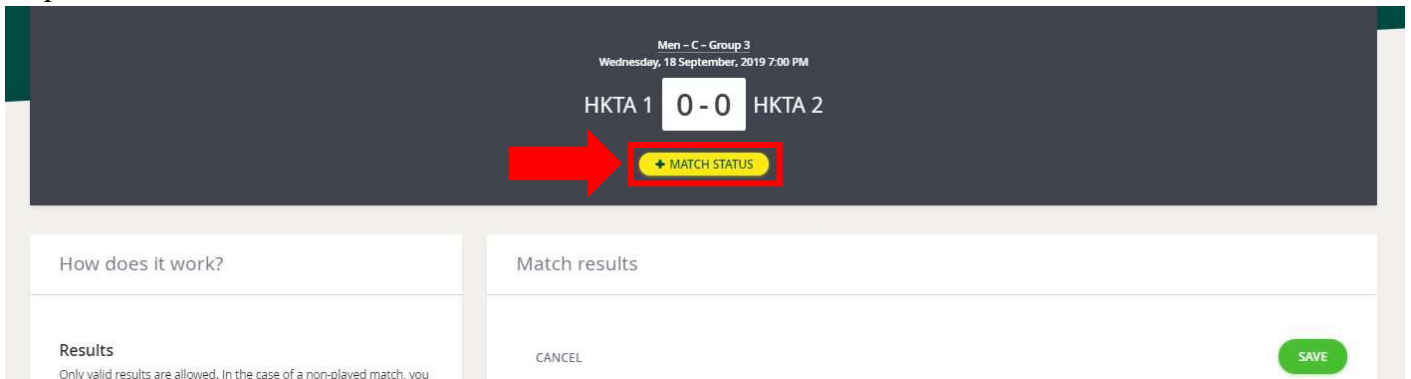 Men – C – Group 3
Wednesday, 18 September, 2019 7:00 PM
HKTA 1 0 - 0 HKTA 2
+ MATCH STATUS
How does it work?
Match results
Results
CANCEL
SAVE
Only valid results are allowed. In the case of a non-played match, you